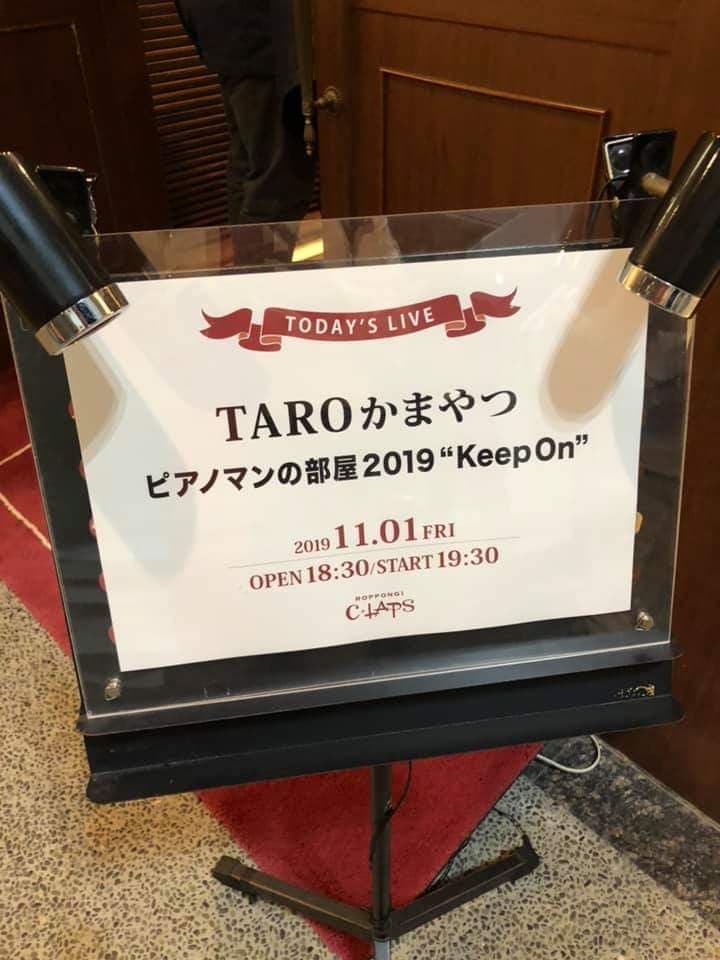 TODAY'S LIVE
TAROかまやつ
ピアノマンの部屋2019 “Keep On”
2019 11.01 FRI
OPEN 18:30/START 19:30
ROPPONGI
C★LAPS